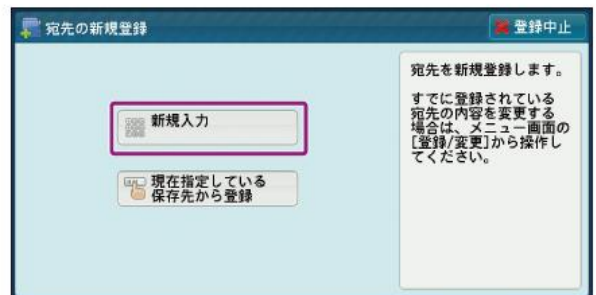 宛先の新規登録
登録中止
新規入力
現在指定している
保存先から登録
宛先を新規登録します。
すでに登録されている
宛先の内容を変更する
場合は、メニュー画面の
[登録/変更]から操作し
てください。